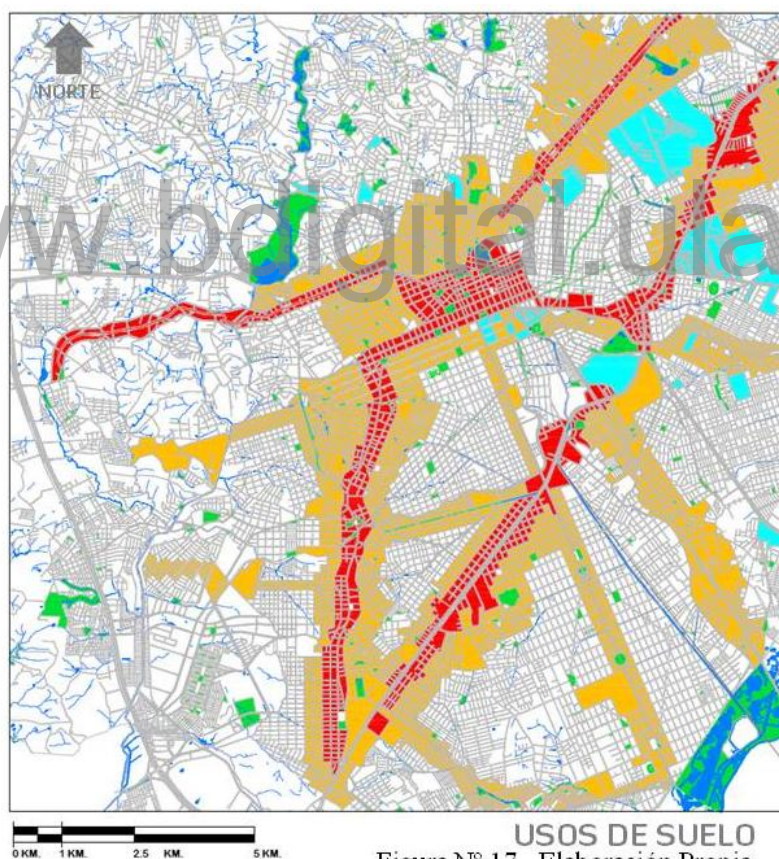 NORTE
www.bdigital.ula
0 KM. 1 KM. 2.5 KM. 5 KM.
USOS DE SUELO
Figura Nº 17 Elaboración Propia